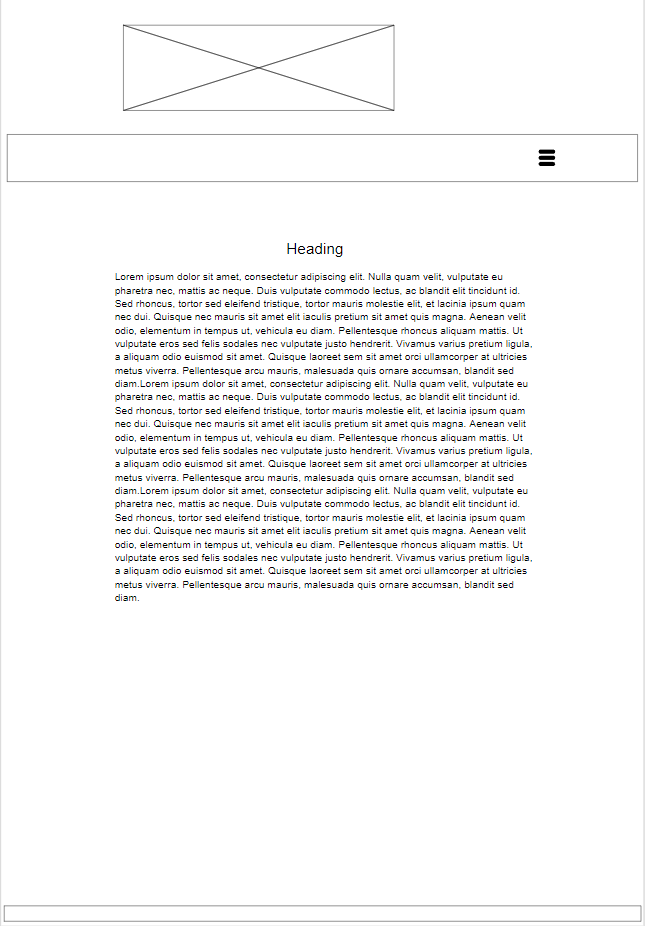 Heading
Lorem ipsum dolor sit amet, consectetur adipiscing elit. Nulla quam velit, vulputate eu
pharetra nec, mattis ac neque. Duis vulputate commodo lectus, ac blandit elit tincidunt id.
Sed rhoncus, tortor sed eleifend tristique, tortor mauris molestie elit, et lacinia ipsum quam
nec dui. Quisque nec mauris sit amet elit iaculis pretium sit amet quis magna. Aenean velit
odio, elementum in tempus ut, vehicula eu diam. Pellentesque rhoncus aliquam mattis. Ut
vulputate eros sed felis sodales nec vulputate justo hendrerit. Vivamus varius pretium ligula,
a aliquam odio euismod sit amet. Quisque laoreet sem sit amet orci ullamcorper at ultricies
metus viverra. Pellentesque arcu mauris, malesuada quis ornare accumsan, blandit sed
diam.Lorem ipsum dolor sit amet, consectetur adipiscing elit. Nulla quam velit, vulputate eu
pharetra nec, mattis ac neque. Duis vulputate commodo lectus, ac blandit elit tincidunt id.
Sed rhoncus, tortor sed eleifend tristique, tortor mauris molestie elit, et lacinia ipsum quam
nec dui. Quisque nec mauris sit amet elit iaculis pretium sit amet quis magna. Aenean velit
odio, elementum in tempus ut, vehicula eu diam. Pellentesque rhoncus aliquam mattis. Ut
vulputate eros sed felis sodales nec vulputate justo hendrerit. Vivamus varius pretium ligula,
a aliquam odio euismod sit amet. Quisque laoreet sem sit amet orci ullamcorper at ultricies
metus viverra. Pellentesque arcu mauris, malesuada quis ornare accumsan, blandit sed
diam.Lorem ipsum dolor sit amet, consectetur adipiscing elit. Nulla quam velit, vulputate eu
pharetra nec, mattis ac neque. Duis vulputate commodo lectus, ac blandit elit tincidunt id.
Sed rhoncus, tortor sed eleifend tristique, tortor mauris molestie elit, et lacinia ipsum quam
nec dui. Quisque nec mauris sit amet elit iaculis pretium sit amet quis magna. Aenean velit
odio, elementum in tempus ut, vehicula eu diam. Pellentesque rhoncus aliquam mattis. Ut
vulputate eros sed felis sodales nec vulputate justo hendrerit. Vivamus varius pretium ligula,
a aliquam odio euismod sit amet. Quisque laoreet sem sit amet orci ullamcorper at ultricies
metus viverra. Pellentesque arcu mauris, malesuada quis ornare accumsan, blandit sed
diam.